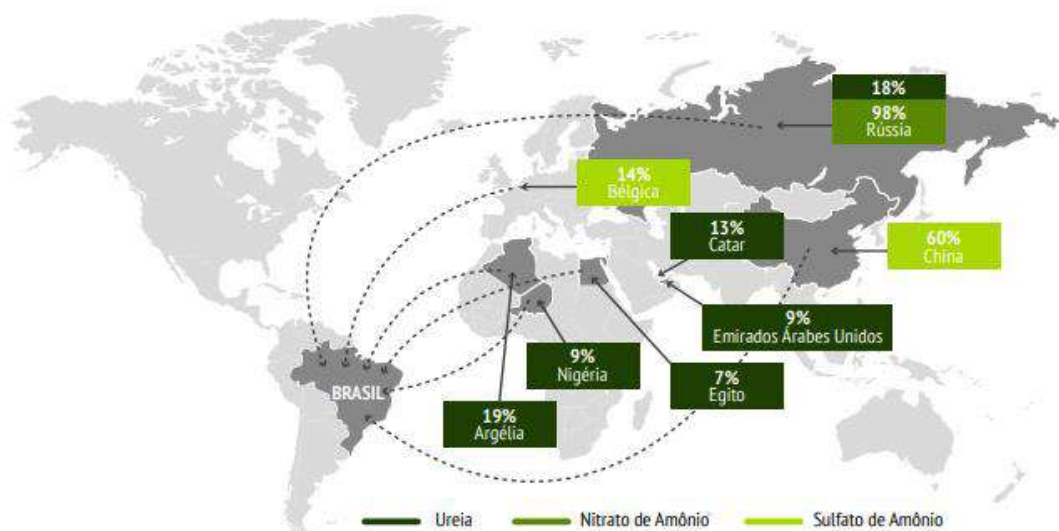 18%
98%
Rússia
14%
Bélgica
13%
Catar
60%
China
9%
Emirados Árabes Unidos
9%
Nigéria
7%
Egito
BRASIL
19%
Argélia
Ureia
Nitrato de Amônio
Sulfato de Amônio